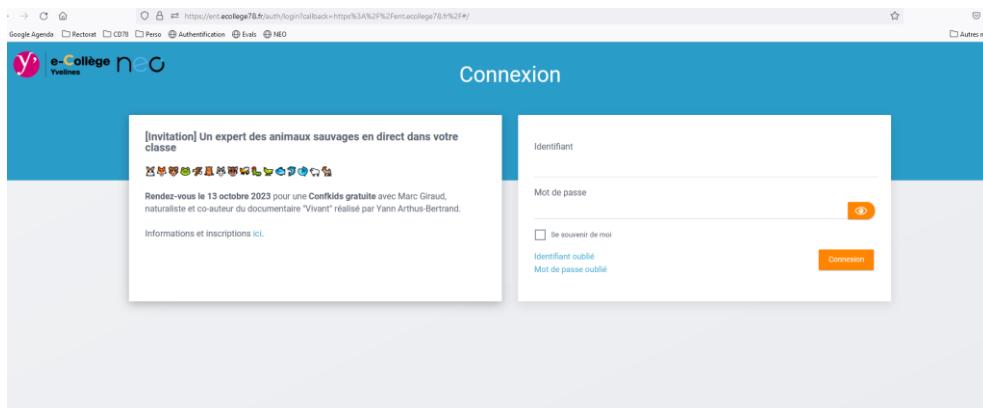 https://ent.ecollege78.fr/auth/login?callback=https%3A%2F%2Fent.ecollege78.fr%2F#/
Google Agenda Rectorat CD78 Perso Authentification Evals NEO Autres m
y' e-Collège Yvelines neo
Connexion
[Invitation] Un expert des animaux sauvages en direct dans votre
classe
Rendez-vous le 13 octobre 2023 pour une Confkids gratuite avec Marc Giraud,
naturaliste et co-auteur du documentaire "Vivant" réalisé par Yann Arthus-Bertrand.
Informations et inscriptions ici.
Identifiant
Mot de passe
Se souvenir de moi
Identifiant oublié
Mot de passe oublié
Connexion